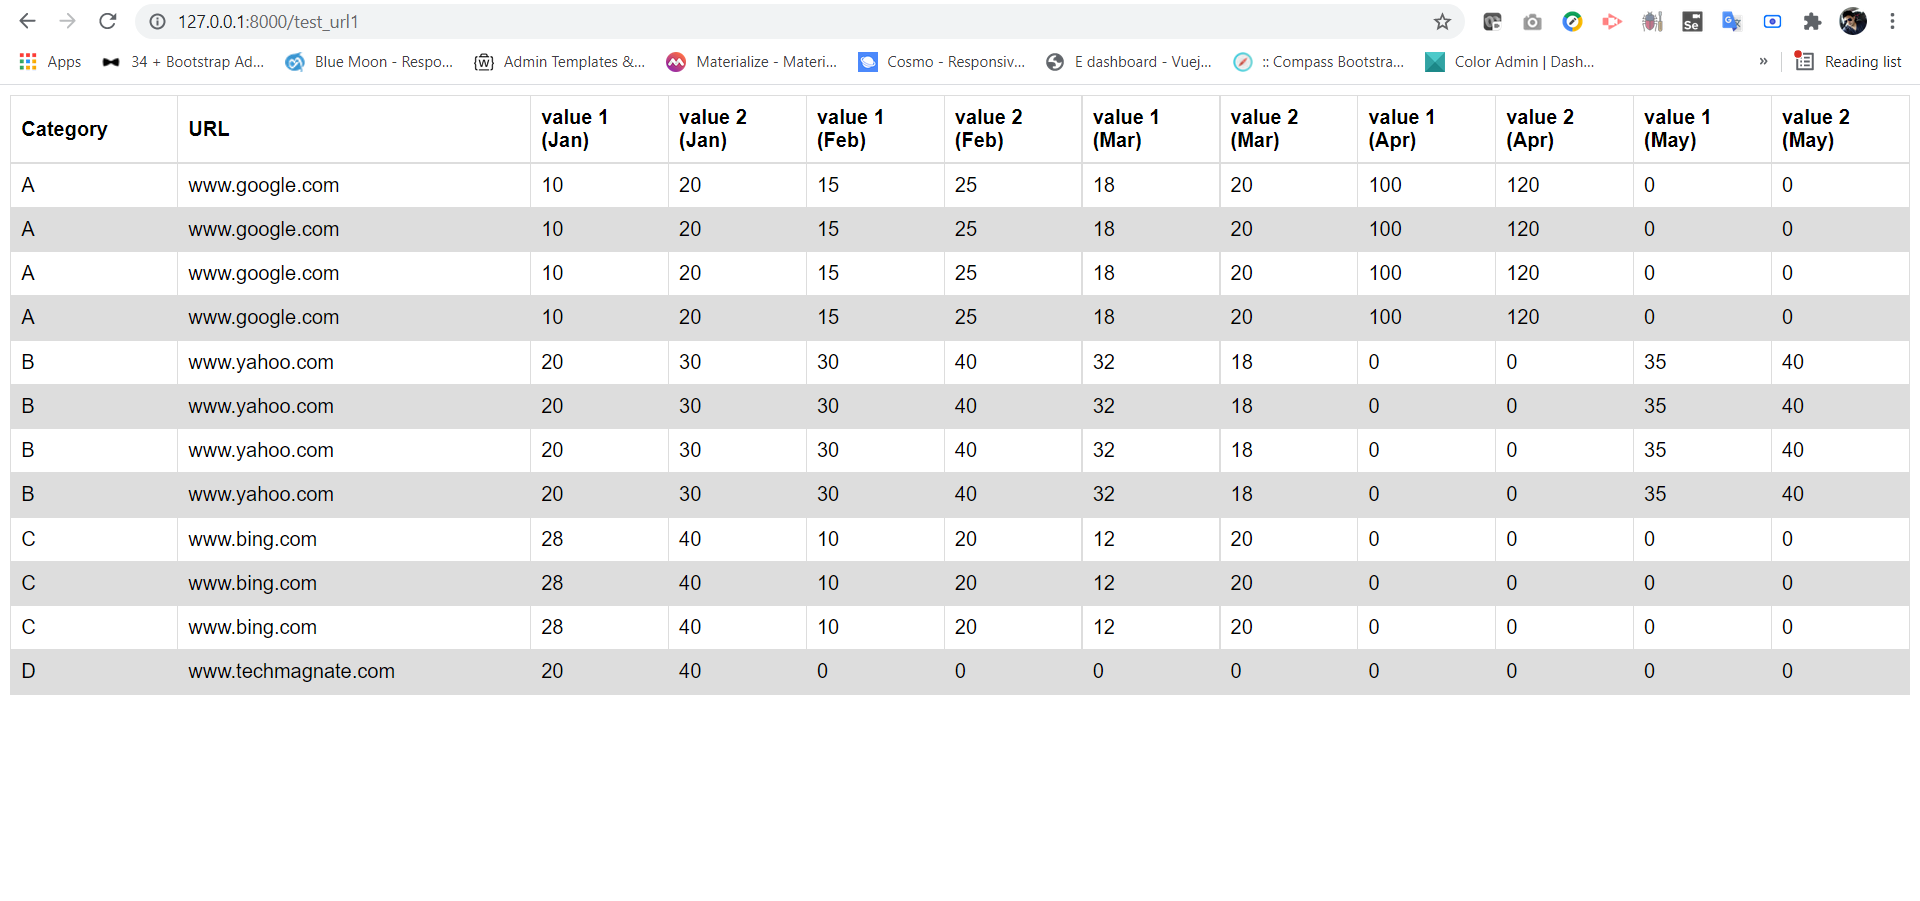 127.0.0.1:8000/test_url1
Apps 34 + Bootstrap Ad... Blue Moon - Respo... Admin Templates &... Materialize - Materi... Cosmo - Responsiv... E dashboard - Vuej... :: Compass Bootstra... Color Admin | Dash... » Reading list
Category URL value 1 (Jan) value 2 (Jan) value 1 (Feb) value 2 (Feb) value 1 (Mar) value 2 (Mar) value 1 (Apr) value 2 (Apr) value 1 (May) value 2 (May)
A www.google.com 10 20 15 25 18 20 100 120 0 0
A www.google.com 10 20 15 25 18 20 100 120 0 0
A www.google.com 10 20 15 25 18 20 100 120 0 0
A www.google.com 10 20 15 25 18 20 100 120 0 0
B www.yahoo.com 20 30 30 40 32 18 0 0 35 40
B www.yahoo.com 20 30 30 40 32 18 0 0 35 40
B www.yahoo.com 20 30 30 40 32 18 0 0 35 40
B www.yahoo.com 20 30 30 40 32 18 0 0 35 40
C www.bing.com 28 40 10 20 12 20 0 0 0 0
C www.bing.com 28 40 10 20 12 20 0 0 0 0
C www.bing.com 28 40 10 20 12 20 0 0 0 0
D www.techmagnate.com 20 40 0 0 0 0 0 0 0 0